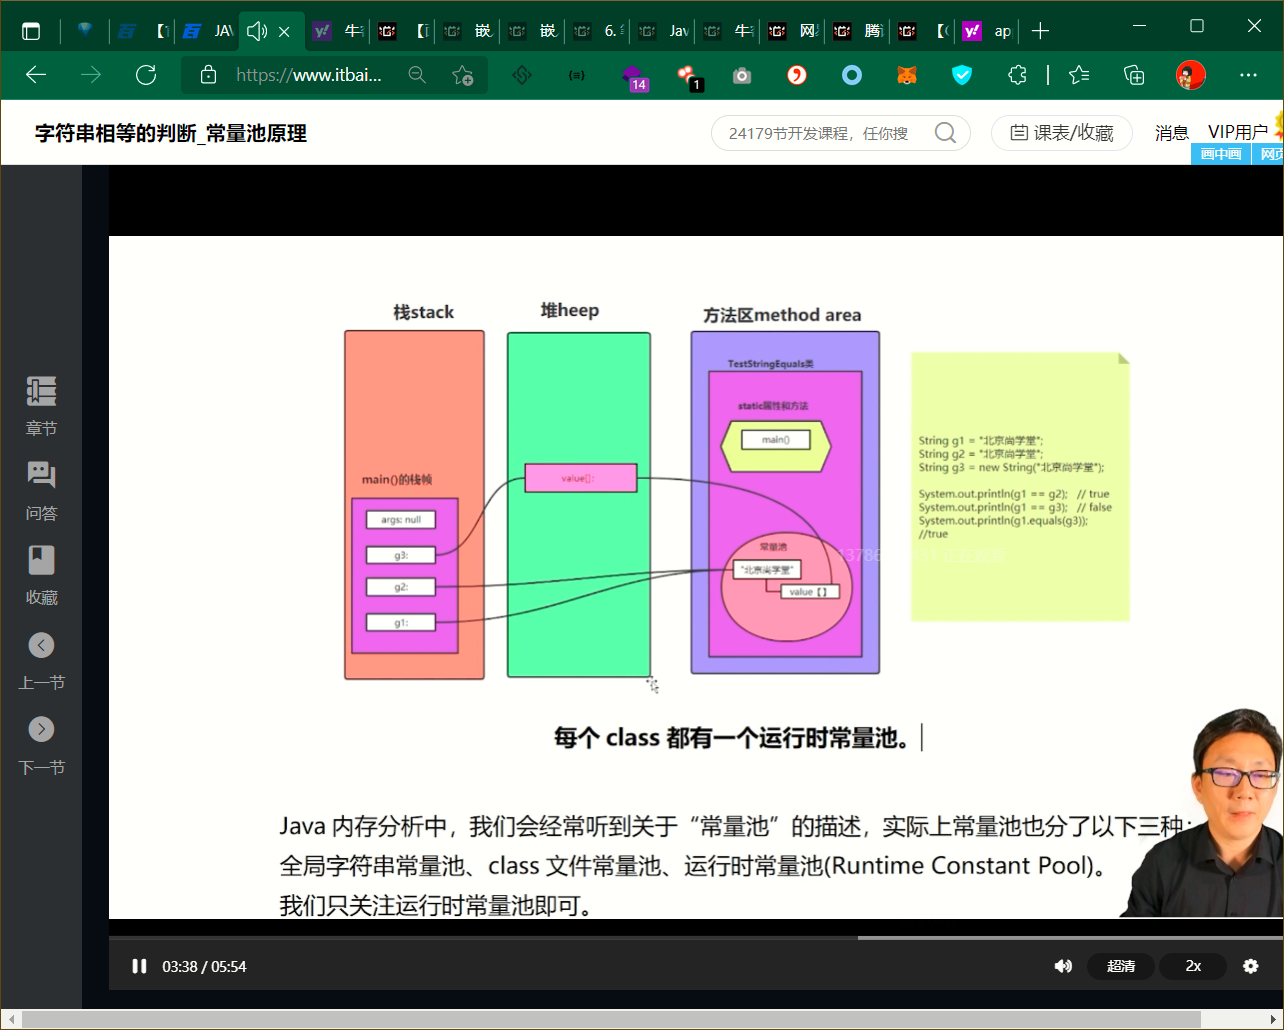 JAV
牛客
【】
嵌
嵌
6.
Jav
牛
网易
腾
【(
ap
https://www.itbai...
14
1
字符串相等的判断_常量池原理
24179节开发课程，任你搜
课表/收藏
消息
VIP用户
画中画
网页
章节
问答
收藏
上一节
下一节
栈stack
堆heep
方法区method area
TestStringEquals类
static属性和方法
main()
main()的栈帧
args: null
g3:
g2:
g1:
value[]:
常量池
"北京尚学堂"
value【】
String g1 = "北京尚学堂";
String g2 = "北京尚学堂";
String g3 = new String("北京尚学堂");
System.out.println(g1 == g2); // true
System.out.println(g1 == g3); // false
System.out.println(g1.equals(g3));
//true
每个 class 都有一个运行时常量池。
Java 内存分析中，我们会经常听到关于“常量池”的描述，实际上常量池也分了以下三种：
全局字符串常量池、class 文件常量池、运行时常量池(Runtime Constant Pool)。
我们只关注运行时常量池即可。
03:38 / 05:54
超清
2x